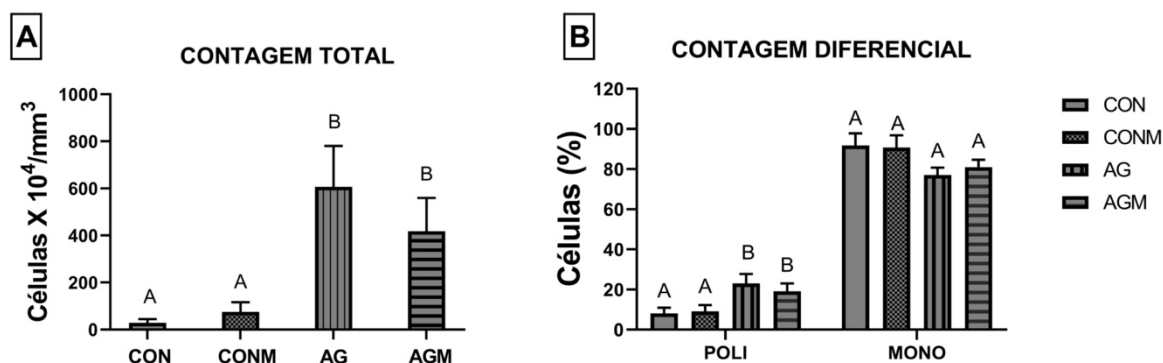 A
CONTAGEM TOTAL
Células X 10⁴/mm³
1000
800
600
400
200
0
A
A
B
B
CON
CONM
AG
AGM
B
CONTAGEM DIFERENCIAL
Células (%)
120
100
80
60
40
20
0
A
A
B
B
A
A
A
A
POLI
MONO
CON
CONM
AG
AGM